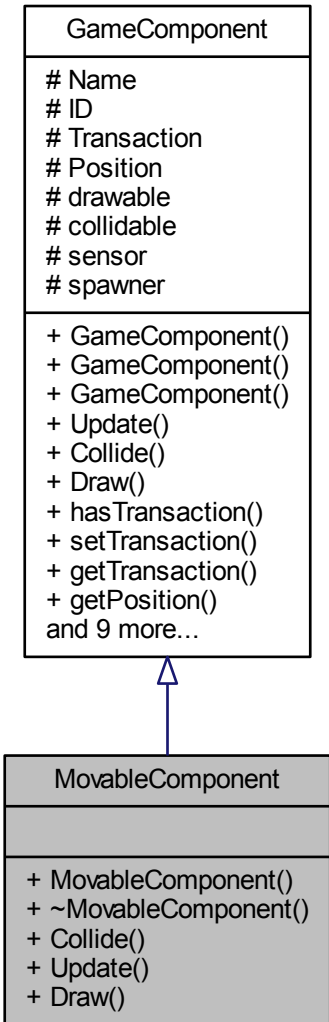 GameComponent
# Name
# ID
# Transaction
# Position
# drawable
# collidable
# sensor
# spawner
+ GameComponent()
+ GameComponent()
+ GameComponent()
+ Update()
+ Collide()
+ Draw()
+ hasTransaction()
+ setTransaction()
+ getTransaction()
+ getPosition()
and 9 more...
MovableComponent
+ MovableComponent()
+ ~MovableComponent()
+ Collide()
+ Update()
+ Draw()